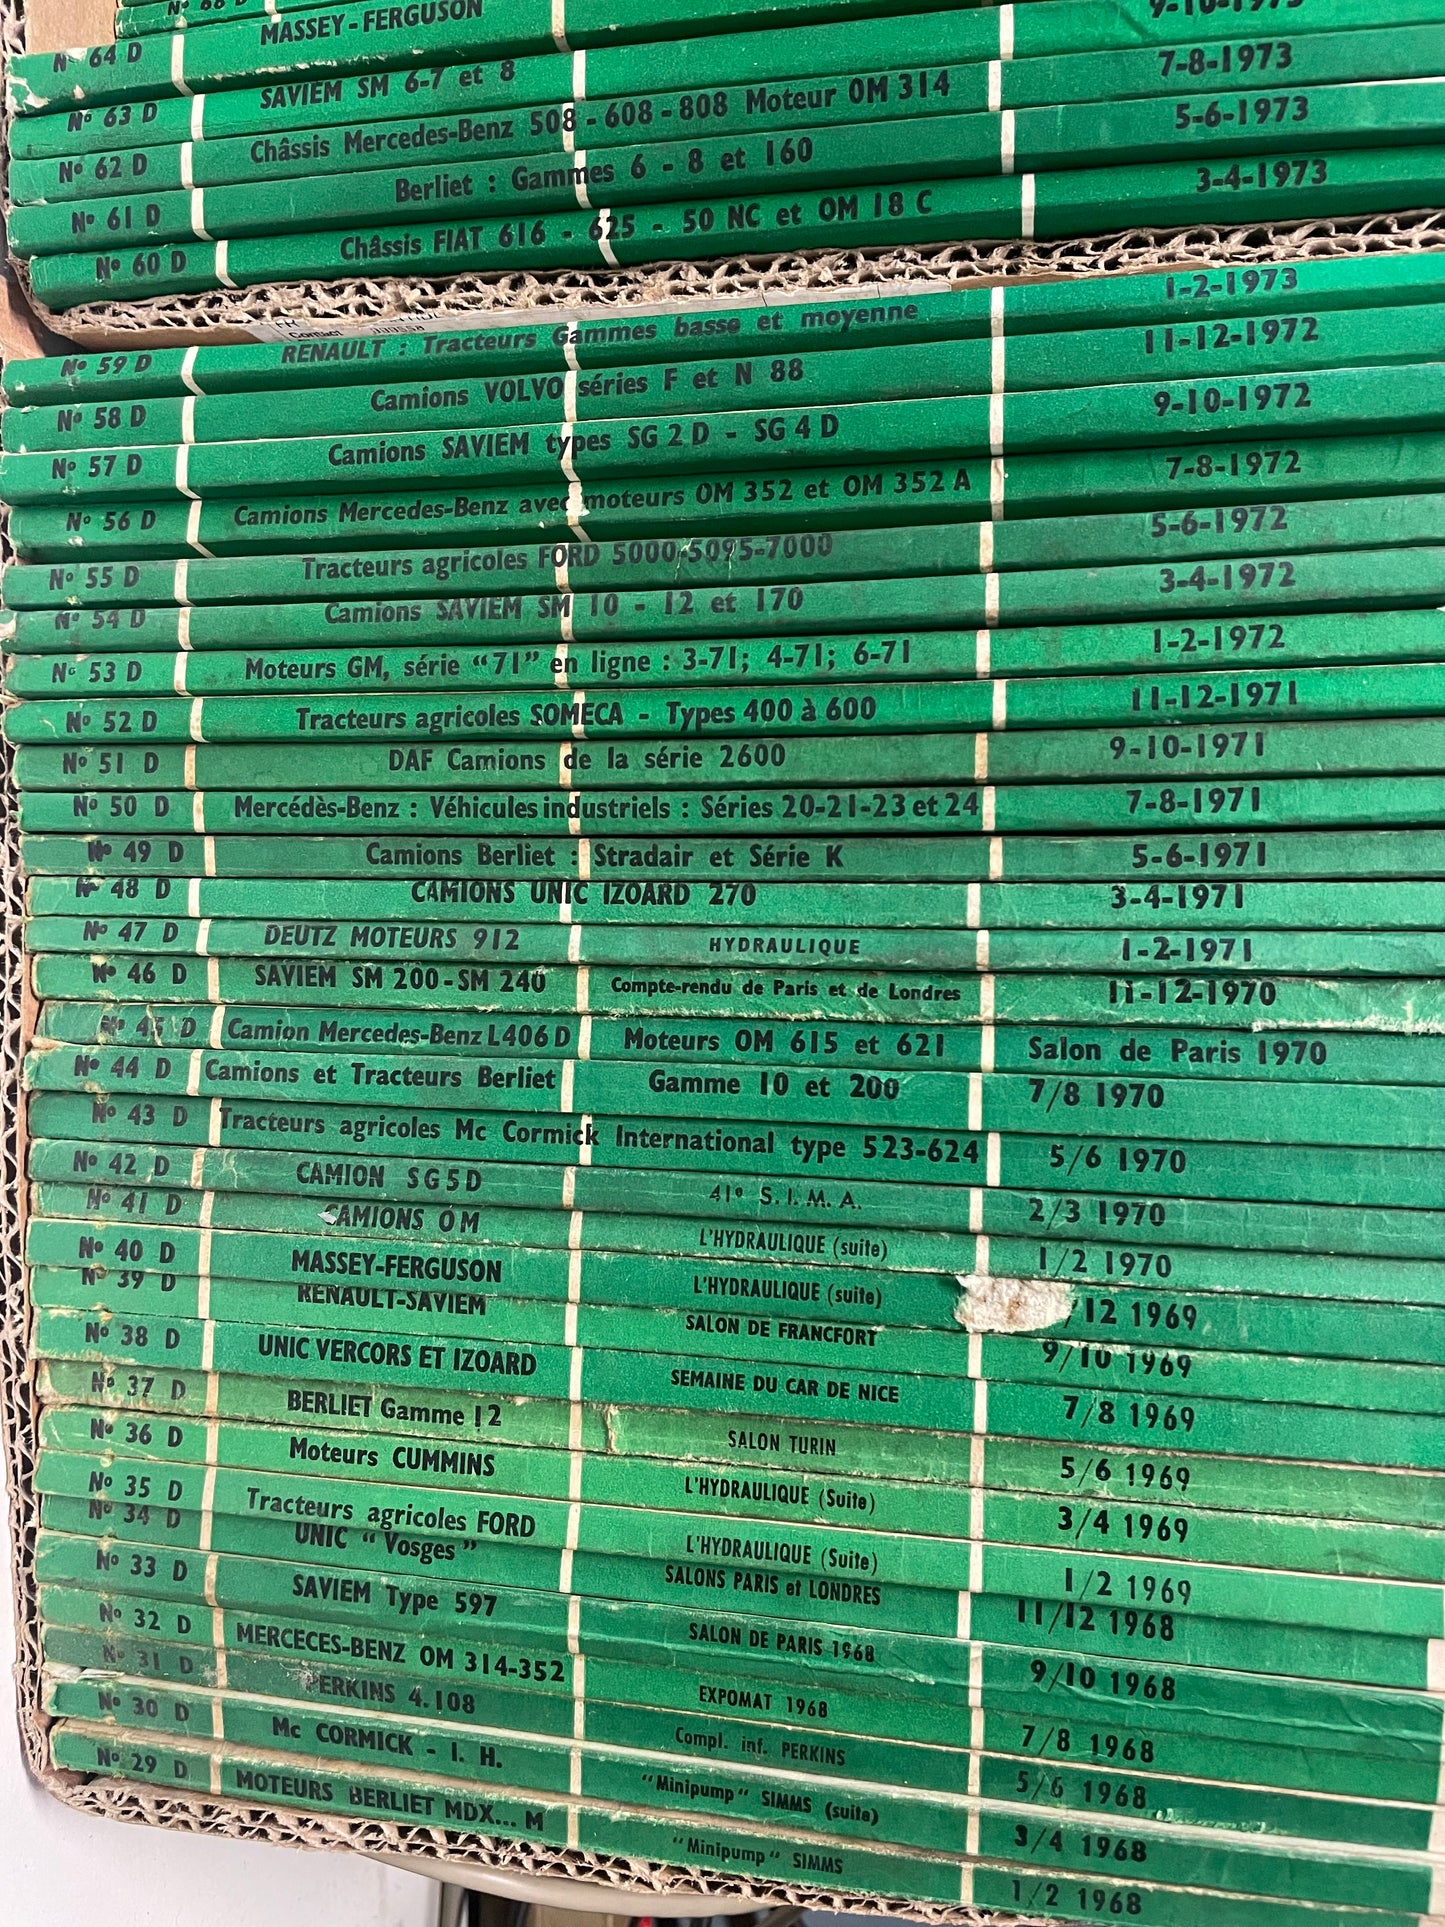 Nº 66 D
Nº 64 D MASSEY-FERGUSON 9-10-1973
Nº 63 D SAVIEM SM 6-7 et 8 7-8-1973
Nº 62 D Châssis Mercedes-Benz 508 - 608 - 808 Moteur OM 314 5-6-1973
Nº 61 D Berliet : Gammes 6 - 8 et 160 3-4-1973
Nº 60 D Châssis FIAT 616 - 625 - 50 NC et OM 18 C
Contact
Nº 59 D RENAULT : Tracteurs Gammes basse et moyenne 1-2-1973
Nº 58 D Camions VOLVO séries F et N 88 11-12-1972
Nº 57 D Camions SAVIEM types SG 2 D - SG 4 D 9-10-1972
Nº 56 D Camions Mercedes-Benz avec moteurs OM 352 et OM 352 A 7-8-1972
Nº 55 D Tracteurs agricoles FORD 5000-5095-7000 5-6-1972
Nº 54 D Camions SAVIEM SM 10 - 12 et 170 3-4-1972
Nº 53 D Moteurs GM, série "71" en ligne : 3-71; 4-71; 6-71 1-2-1972
Nº 52 D Tracteurs agricoles SOMECA - Types 400 à 600 11-12-1971
Nº 51 D DAF Camions de la série 2600 9-10-1971
Nº 50 D Mercédès-Benz : Véhicules industriels : Séries 20-21-23 et 24 7-8-1971
Nº 49 D Camions Berliet : Stradair et Série K 5-6-1971
Nº 48 D CAMIONS UNIC IZOARD 270 3-4-1971
Nº 47 D DEUTZ MOTEURS 912 HYDRAULIQUE 1-2-1971
Nº 46 D SAVIEM SM 200-SM 240 Compte-rendu de Paris et de Londres 11-12-1970
Nº 45 D Camion Mercedes-Benz L406 D Moteurs OM 615 et 621 Salon de Paris 1970
Nº 44 D Camions et Tracteurs Berliet Gamme 10 et 200 7/8 1970
Nº 43 D Tracteurs agricoles Mc Cormick International type 523-624 5/6 1970
Nº 42 D CAMION SG5D 41º S. I. M. A. 2/3 1970
Nº 41 D CAMIONS OM L'HYDRAULIQUE (suite) 1/2 1970
Nº 40 D MASSEY-FERGUSON L'HYDRAULIQUE (suite) /12 1969
Nº 39 D RENAULT-SAVIEM SALON DE FRANCFORT 9/10 1969
Nº 38 D UNIC VERCORS ET IZOARD SEMAINE DU CAR DE NICE 7/8 1969
Nº 37 D BERLIET Gamme 12 SALON TURIN 5/6 1969
Nº 36 D Moteurs CUMMINS L'HYDRAULIQUE (Suite) 3/4 1969
Nº 35 D Tracteurs agricoles FORD L'HYDRAULIQUE (Suite) 1/2 1969
Nº 34 D UNIC "Vosges" SALONS PARIS et LONDRES 11/12 1968
Nº 33 D SAVIEM Type 597 SALON DE PARIS 1968 9/10 1968
Nº 32 D MERCECES-BENZ OM 314-352 EXPOMAT 1968 7/8 1968
Nº 31 D PERKINS 4.108 Compl. inf. PERKINS 5/6 1968
Nº 30 D Mc CORMICK - I. H. "Minipump" SIMMS (suite) 3/4 1968
Nº 29 D MOTEURS BERLIET MDX... M "Minipump" SIMMS 1/2 1968